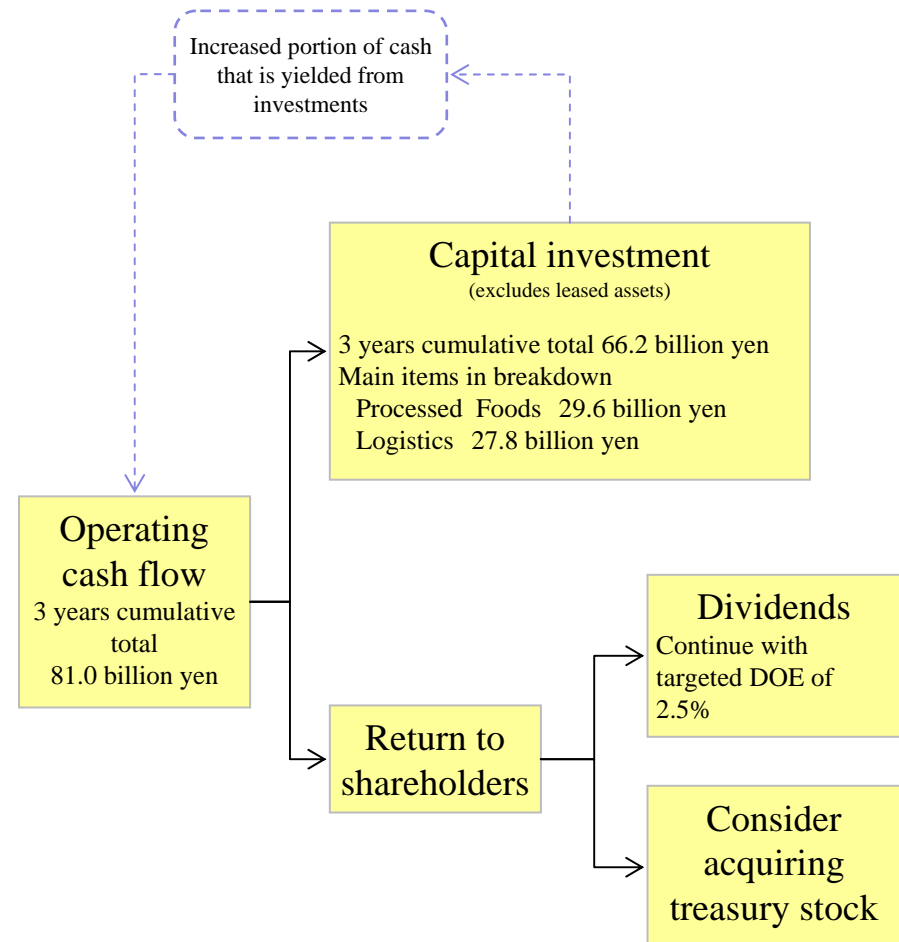 Increased portion of cash
that is yielded from
investments
Capital investment
(excludes leased assets)
3 years cumulative total 66.2 billion yen
Main items in breakdown
Processed Foods 29.6 billion yen
Logistics 27.8 billion yen
Operating
cash flow
3 years cumulative
total
81.0 billion yen
Return to
shareholders
Dividends
Continue with
targeted DOE of
2.5%
Consider
acquiring
treasury stock